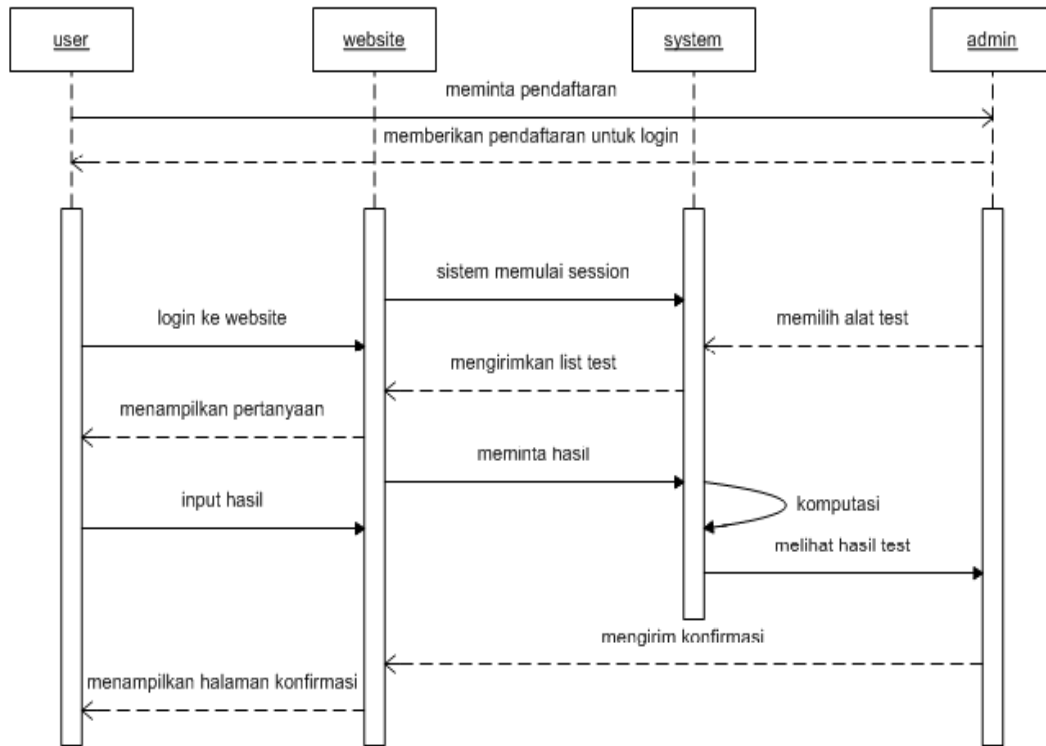 user
website
system
admin
meminta pendaftaran
memberikan pendaftaran untuk login
sistem memulai session
login ke website
memilih alat test
mengirimkan list test
menampilkan pertanyaan
meminta hasil
input hasil
komputasi
melihat hasil test
mengirim konfirmasi
menampilkan halaman konfirmasi